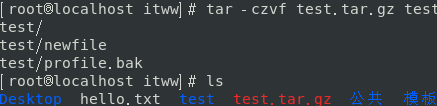 [root@localhost itww]# tar -czvf test.tar.gz test
test/
test/newfile
test/profile.bak
[root@localhost itww]# ls
Desktop hello.txt test test.tar.gz 公共 模板